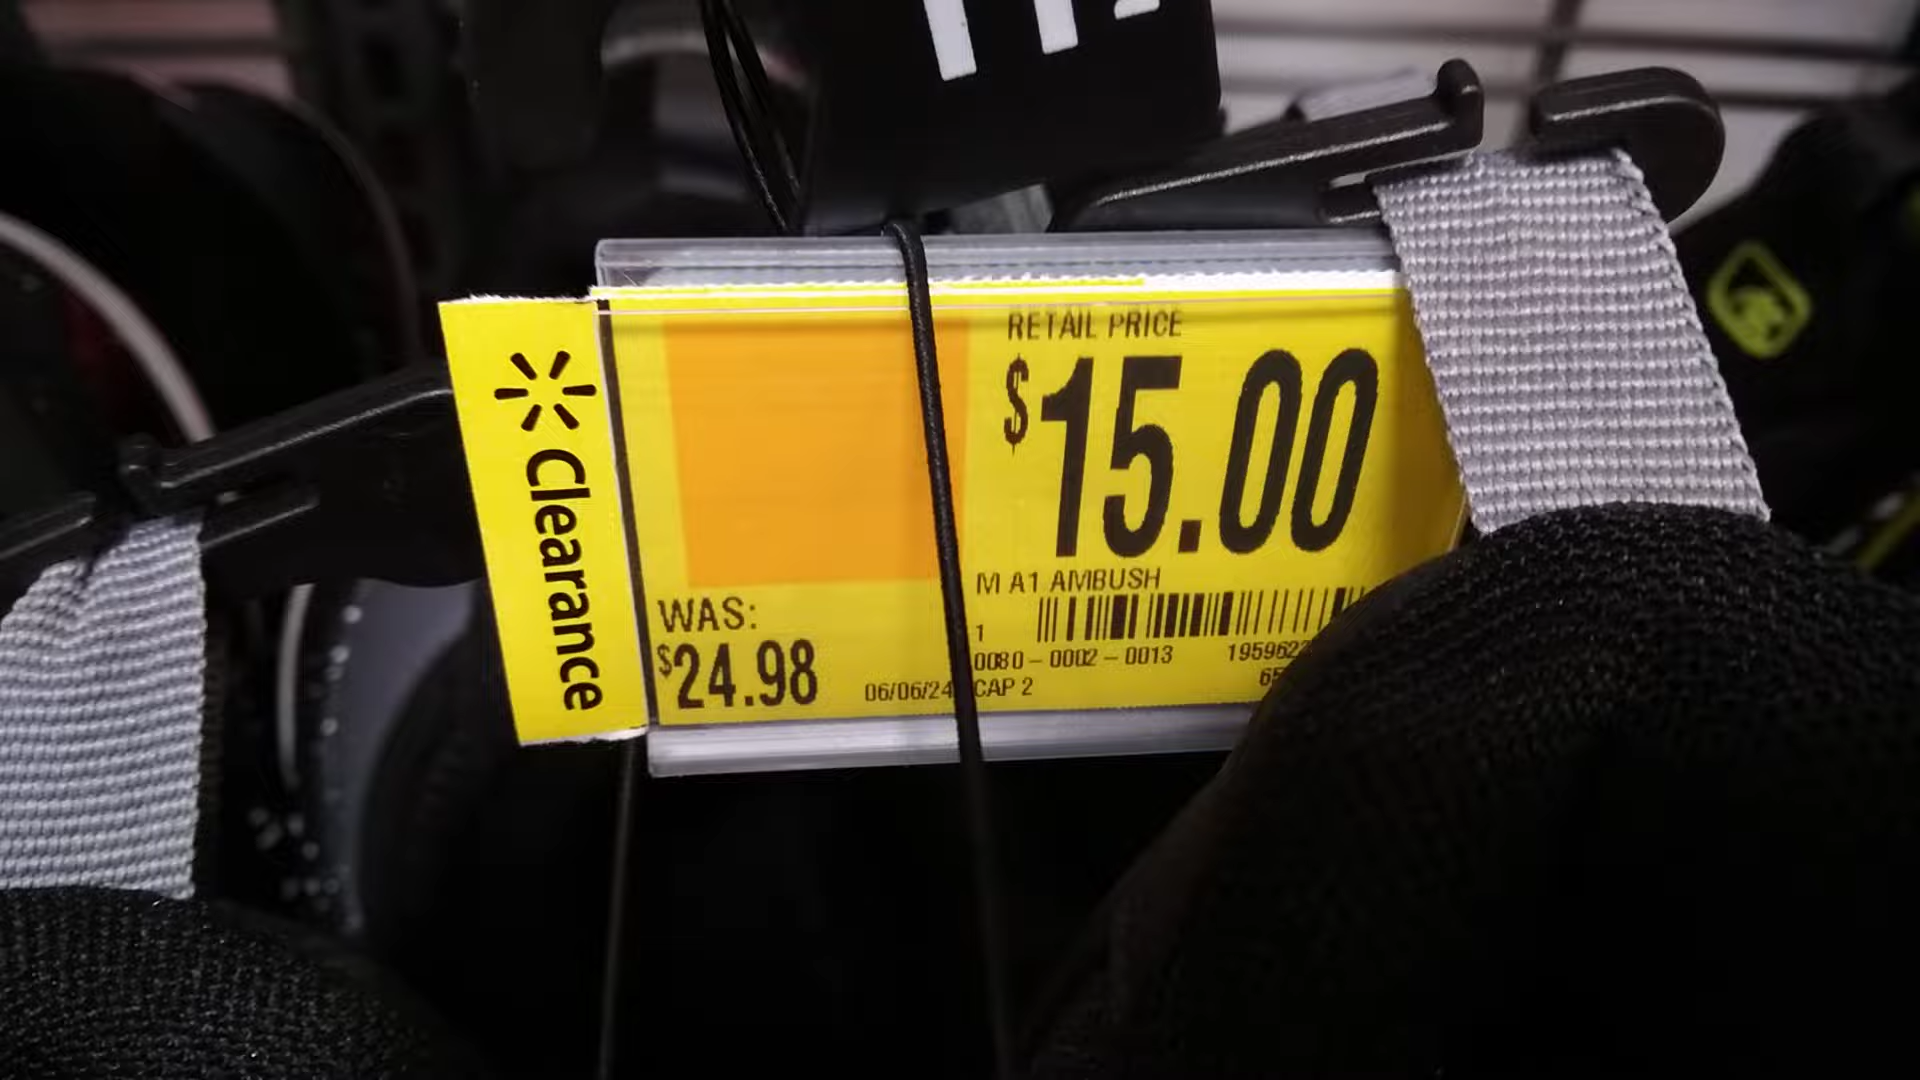 Clearance
RETAIL PRICE
$15.00
M A1 AMBUSH
WAS:
$24.98
1
0080-0002-0013
06/06/24 CAP 2